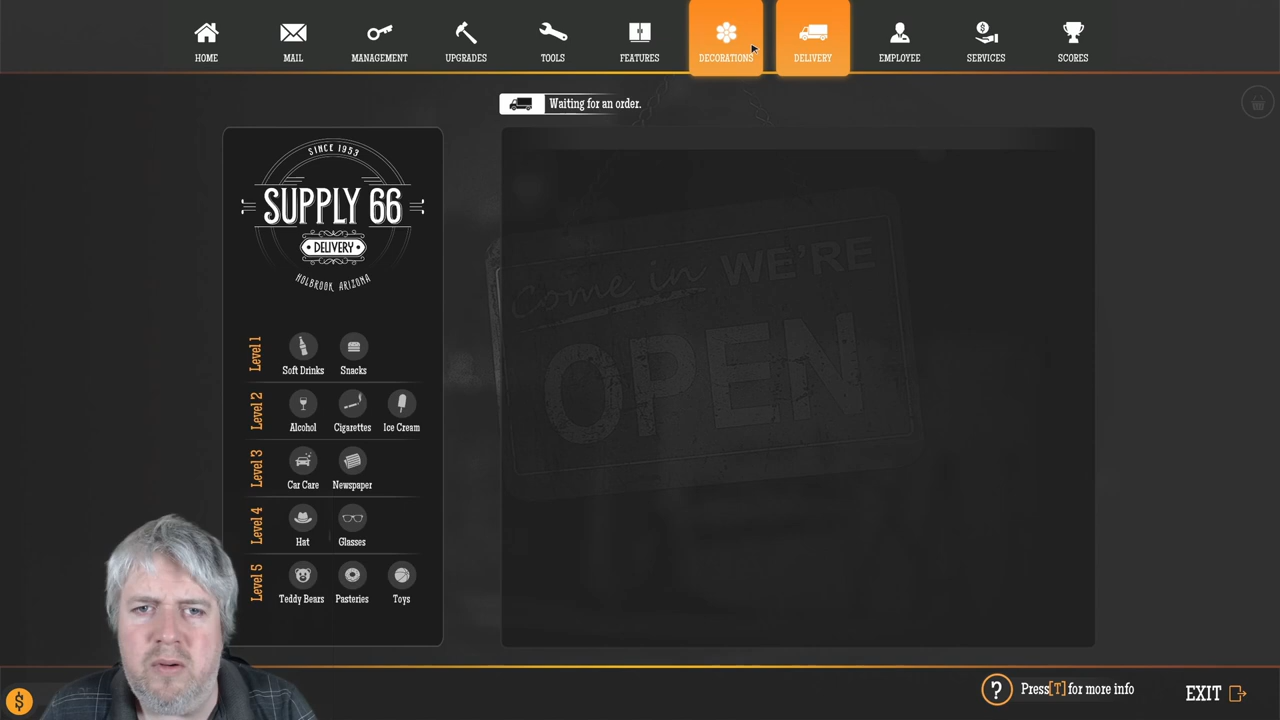 HOME MAIL MANAGEMENT UPGRADES TOOLS FEATURES DECORATIONS DELIVERY EMPLOYEE SERVICES SCORES
Waiting for an order.
SINCE 1953
SUPPLY 66
DELIVERY
HOLBROOK ARIZONA
Level 1
Soft Drinks Snacks
Level 2
Alcohol Cigarettes Ice Cream
Level 3
Car Care Newspaper
Level 4
Hat Glasses
Level 5
Teddy Bears Pasteries Toys
Come in WE'RE
OPEN
$
? Press[T] for more info
EXIT